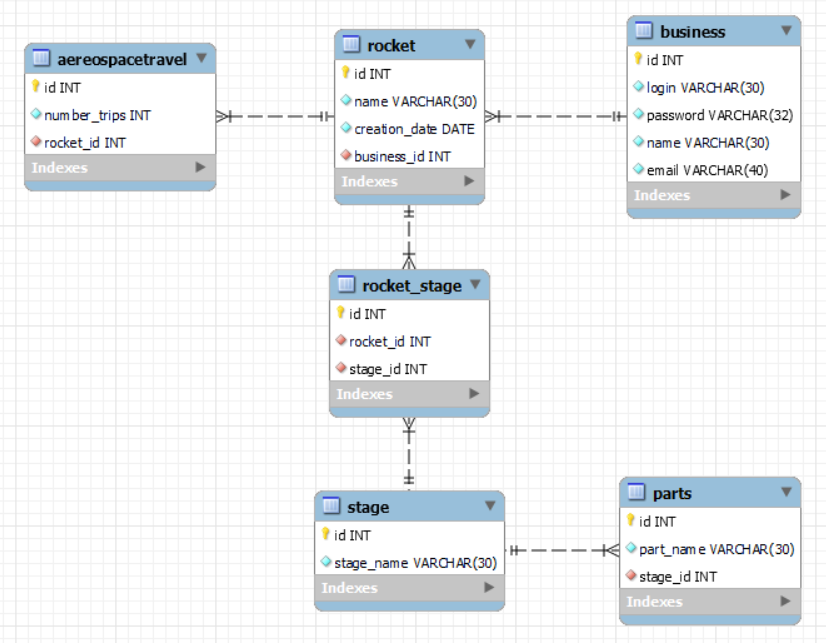 aereospacetravel
id INT
number_trips INT
rocket_id INT
Indexes
rocket
id INT
name VARCHAR(30)
creation_date DATE
business_id INT
Indexes
business
id INT
login VARCHAR(30)
password VARCHAR(32)
name VARCHAR(30)
email VARCHAR(40)
Indexes
rocket_stage
id INT
rocket_id INT
stage_id INT
Indexes
stage
id INT
stage_name VARCHAR(30)
Indexes
parts
id INT
part_name VARCHAR(30)
stage_id INT
Indexes